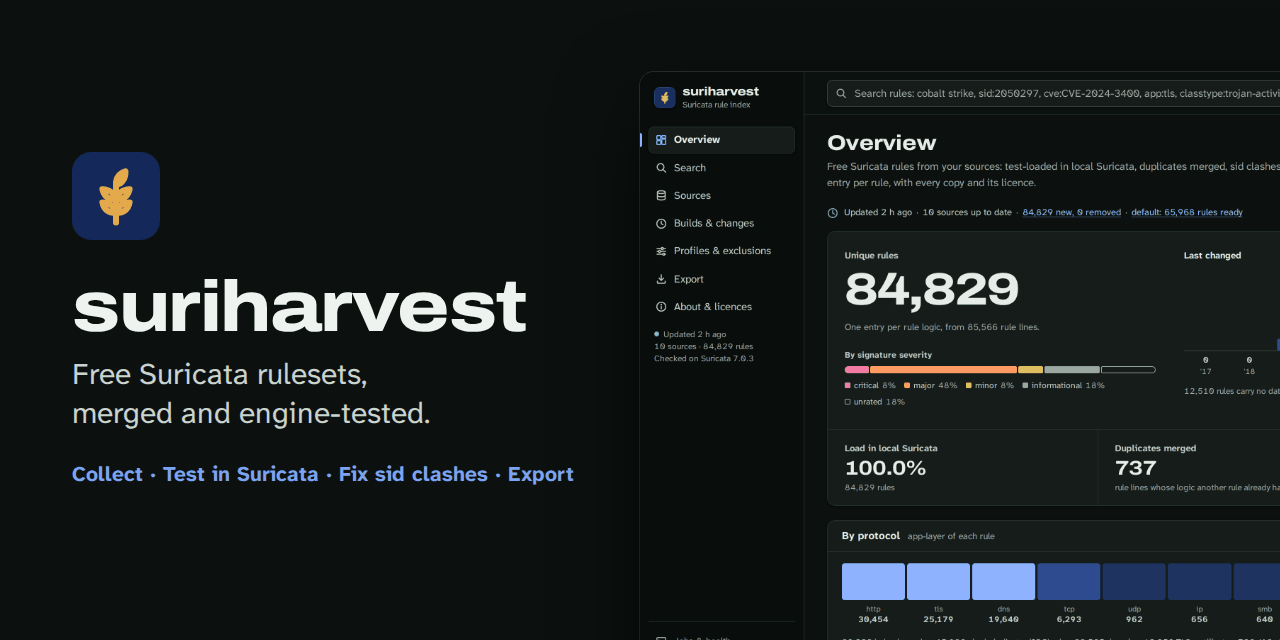 suriharvest
Free Suricata rulesets,
merged and engine-tested.
Collect · Test in Suricata · Fix sid clashes · Export
suriharvest
Suricata rule index
Overview
Search
Sources
Builds & changes
Profiles & exclusions
Export
About & licences
Updated 2 h ago
10 sources · 84,829 rules
Checked on Suricata 7.0.3
Search rules: cobalt strike, sid:2050297, cve:CVE-2024-3400, app:tls, classtype:trojan-activi
Overview
Free Suricata rules from your sources: test-loaded in local Suricata, duplicates merged, sid clashes
entry per rule, with every copy and its licence.
Updated 2 h ago · 10 sources up to date · 84,829 new, 0 removed · default: 65,968 rules ready
Unique rules
84,829
One entry per rule logic, from 85,566 rule lines.
By signature severity
critical 8% major 48% minor 8% informational 18%
unrated 18%
Last changed
0 0
'17 '18
12,510 rules carry no dat
Load in local Suricata
100.0%
84,829 rules
Duplicates merged
737
rule lines whose logic another rule already ha
By protocol app-layer of each rule
http tls dns tcp udp ip smb
30,454 25,179 19,640 6,293 962 656 640